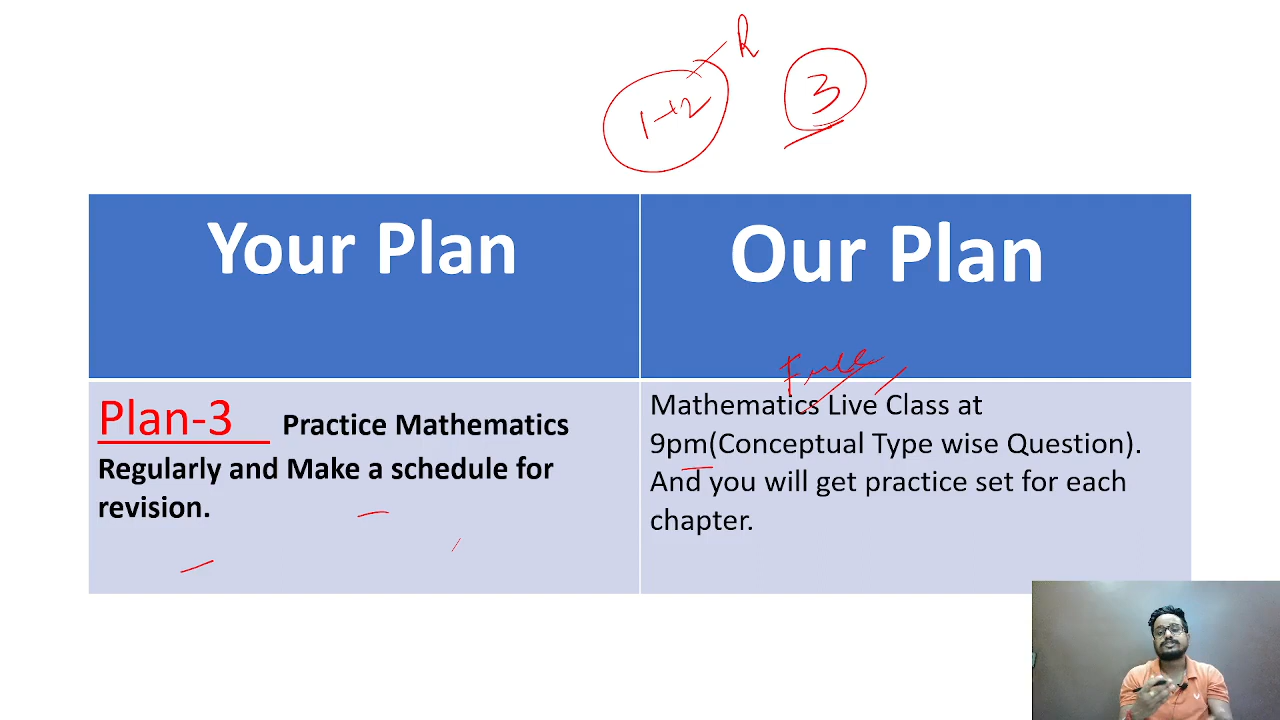 R
1+2
3
Your Plan
Our Plan
Free
Plan-3 Practice Mathematics
Regularly and Make a schedule for
revision.
Mathematics Live Class at
9pm(Conceptual Type wise Question).
And you will get practice set for each
chapter.